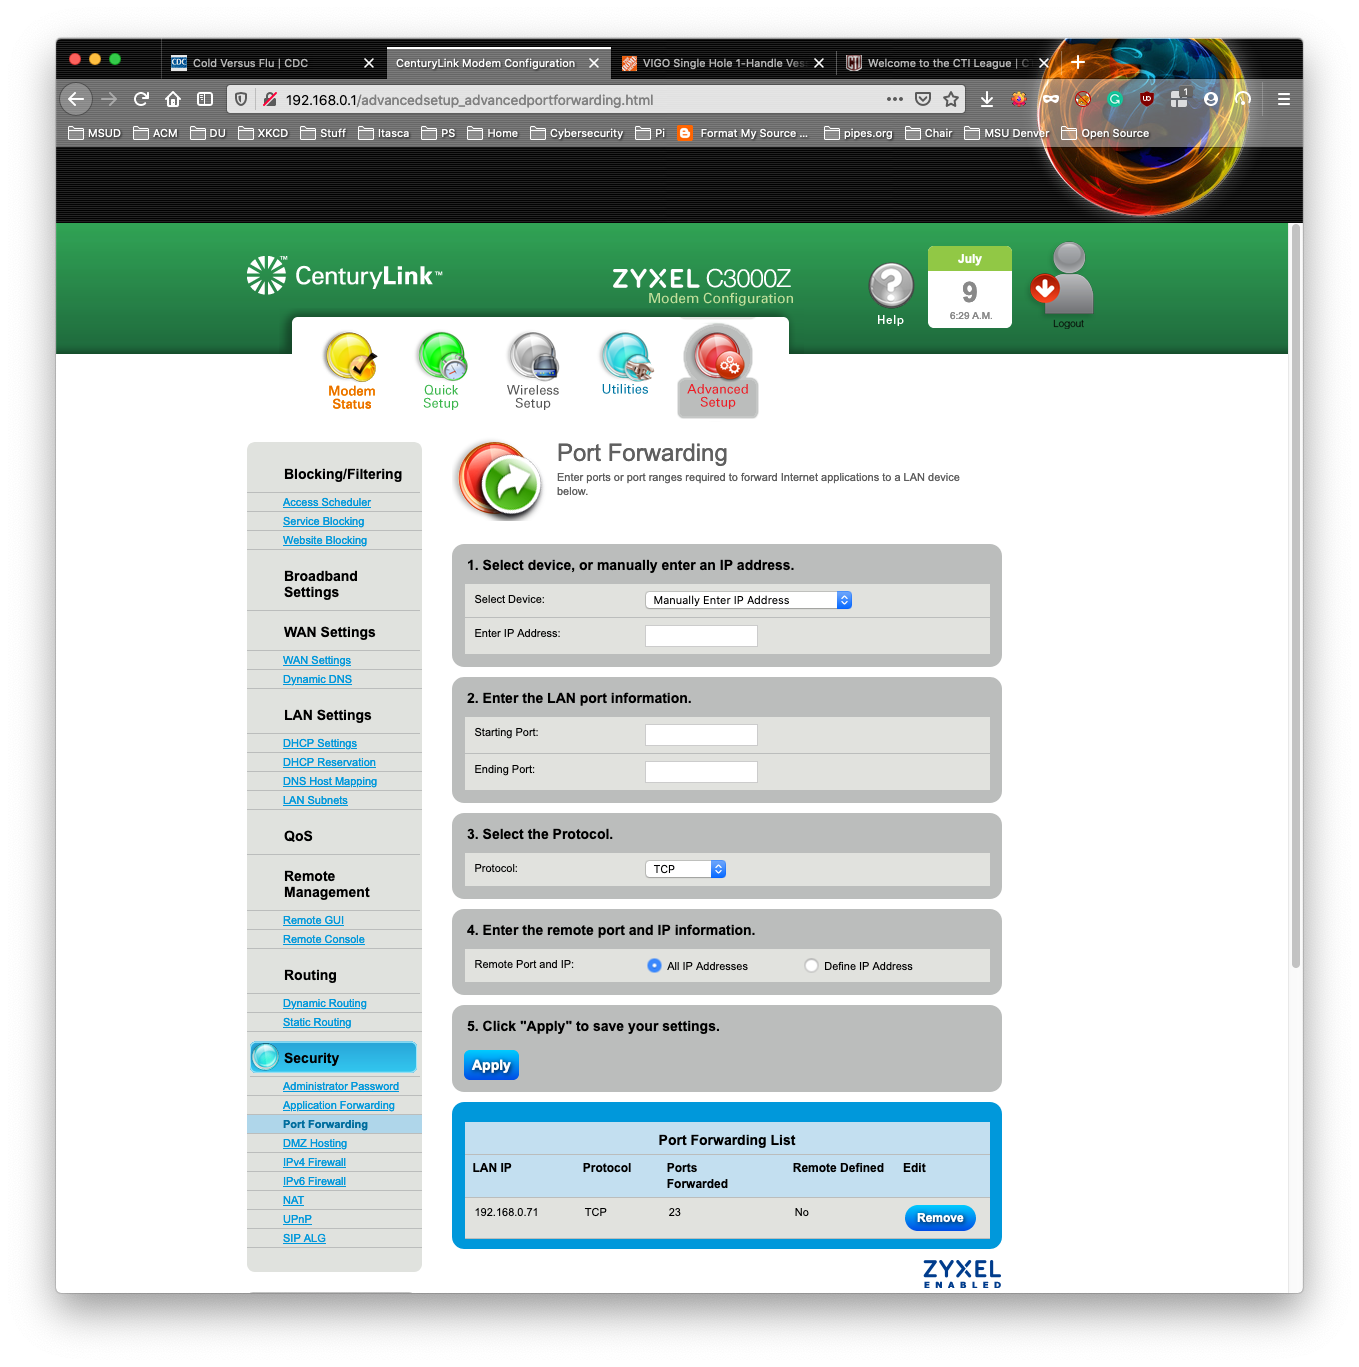 Cold Versus Flu | CDC
CenturyLink Modem Configuration
VIGO Single Hole 1-Handle Ves
Welcome to the CTI League | C
192.168.0.1/advancedsetup_advancedportforwarding.html
MSUD
ACM
DU
XKCD
Stuff
Itasca
PS
Home
Cybersecurity
Pi
Format My Source ...
pipes.org
Chair
MSU Denver
Open Source
CenturyLink™
ZYXEL C3000Z
Modem Configuration
Help
July
9
6:29 A.M.
Logout
Modem
Status
Quick
Setup
Wireless
Setup
Utilities
Advanced
Setup
Blocking/Filtering
Access Scheduler
Service Blocking
Website Blocking
Broadband
Settings
WAN Settings
WAN Settings
Dynamic DNS
LAN Settings
DHCP Settings
DHCP Reservation
DNS Host Mapping
LAN Subnets
QoS
Remote
Management
Remote GUI
Remote Console
Routing
Dynamic Routing
Static Routing
Security
Administrator Password
Application Forwarding
Port Forwarding
DMZ Hosting
IPv4 Firewall
IPv6 Firewall
NAT
UPnP
SIP ALG
Port Forwarding
Enter ports or port ranges required to forward Internet applications to a LAN device
below.
1. Select device, or manually enter an IP address.
Select Device: Manually Enter IP Address
Enter IP Address:
2. Enter the LAN port information.
Starting Port:
Ending Port:
3. Select the Protocol.
Protocol: TCP
4. Enter the remote port and IP information.
Remote Port and IP: All IP Addresses Define IP Address
5. Click "Apply" to save your settings.
Apply
Port Forwarding List
LAN IP Protocol Ports Forwarded Remote Defined Edit
192.168.0.71 TCP 23 No Remove
ZYXEL
ENABLED